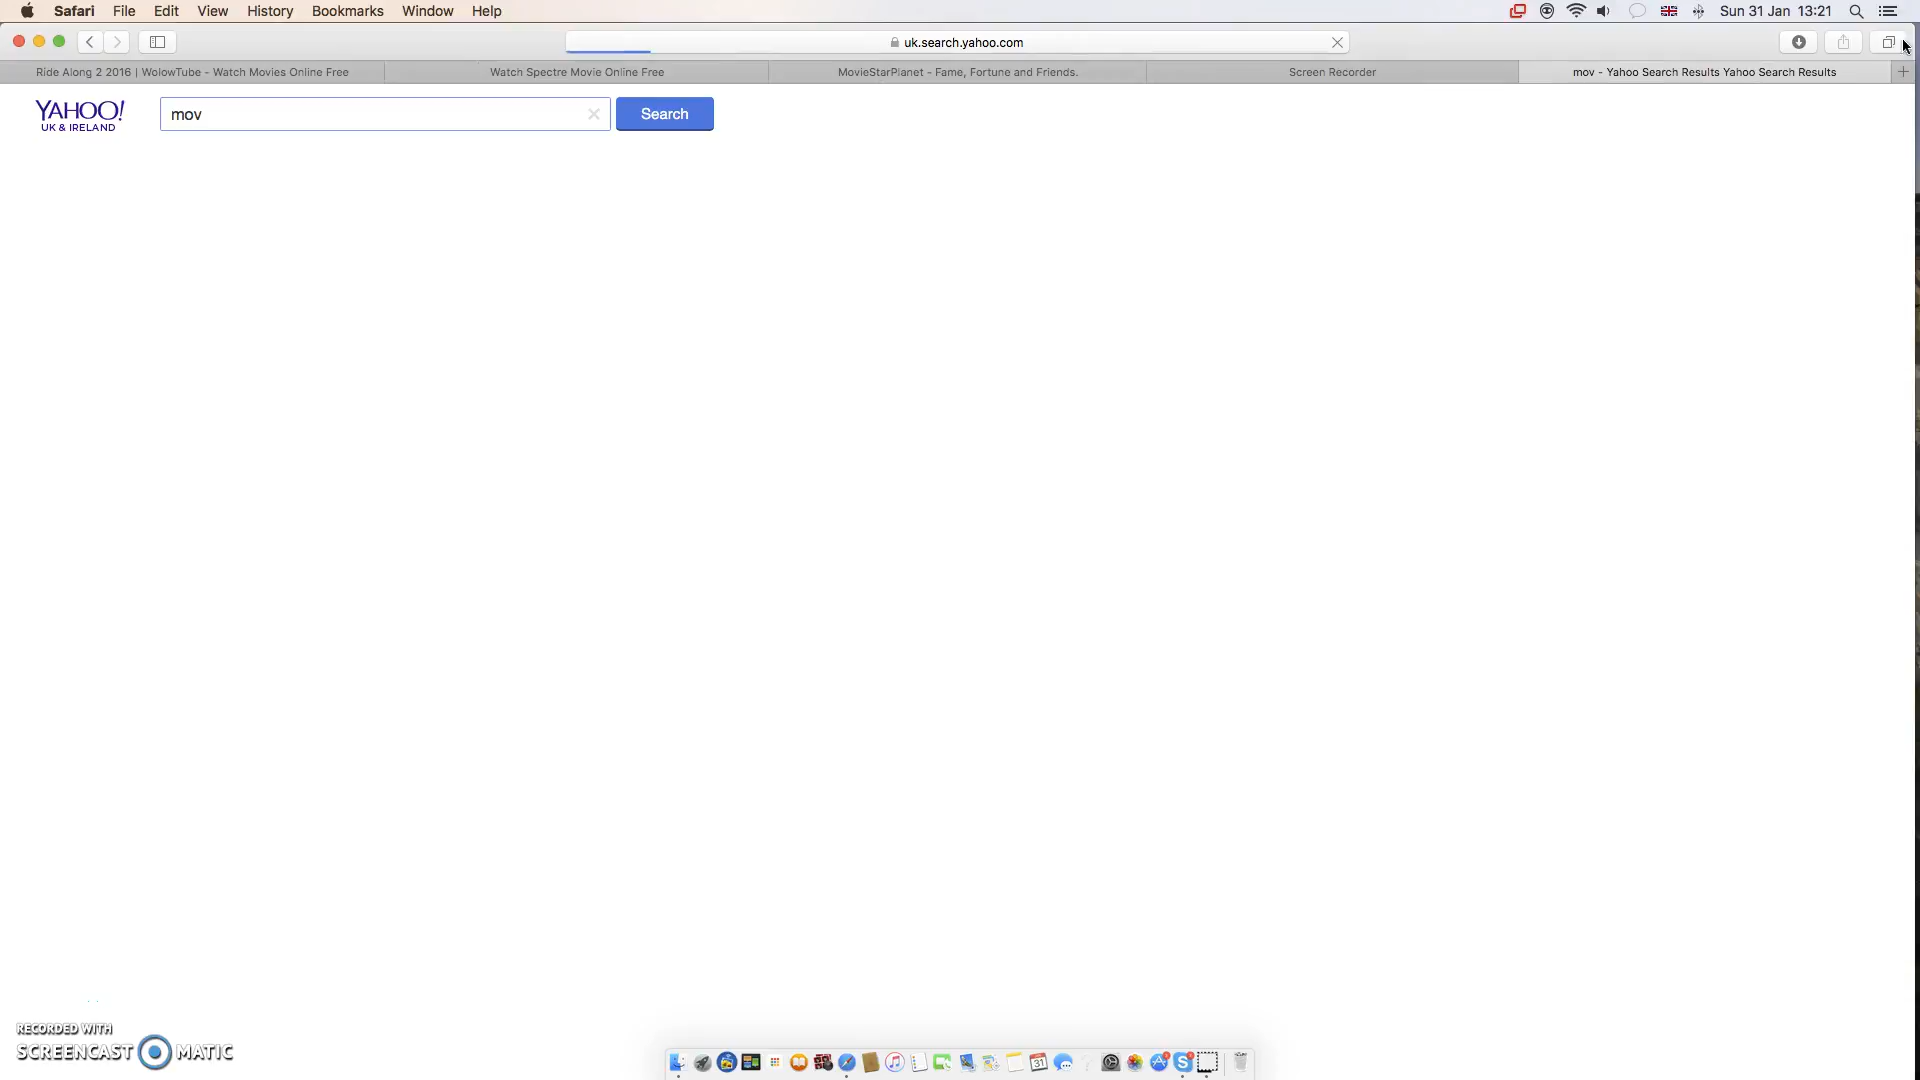 Safari File Edit View History Bookmarks Window Help
Sun 31 Jan 13:21
uk.search.yahoo.com
Ride Along 2 2016 | WolowTube - Watch Movies Online Free
Watch Spectre Movie Online Free
MovieStarPlanet - Fame, Fortune and Friends.
Screen Recorder
mov - Yahoo Search Results Yahoo Search Results
YAHOO!
UK & IRELAND
mov
Search
RECORDED WITH
SCREENCAST MATIC
31